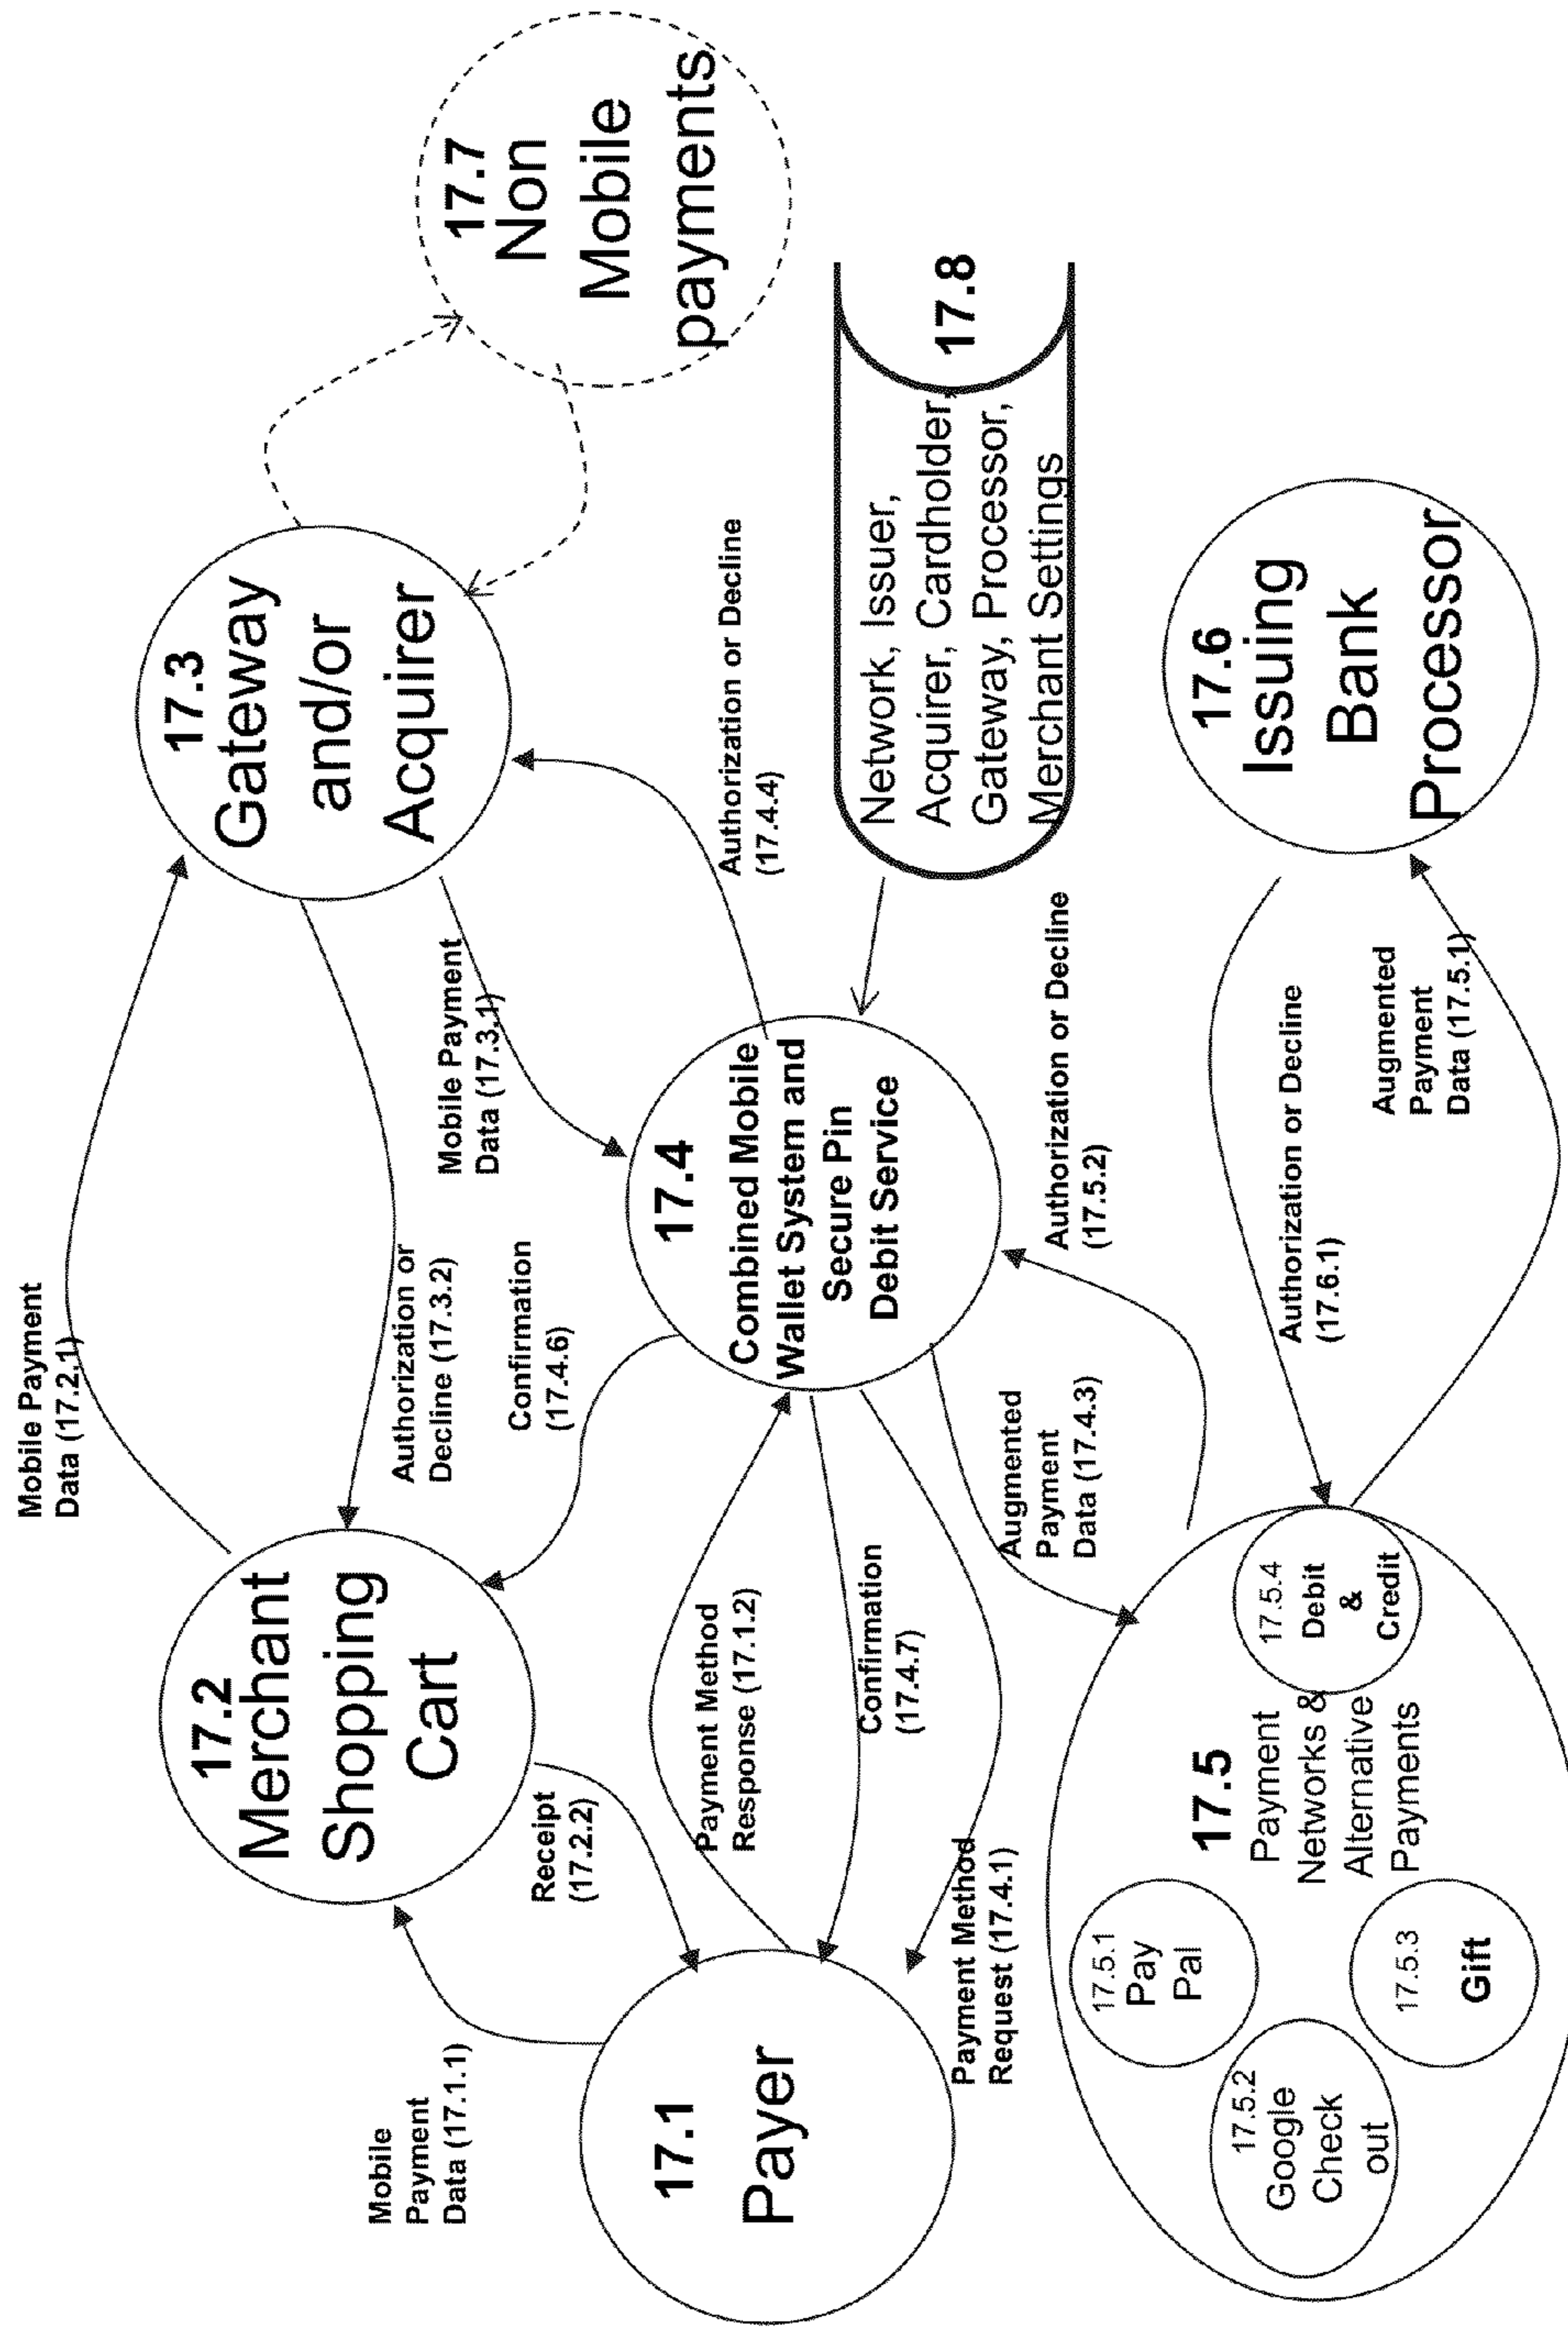 Mobile Payment
Data (17.2.1)
17.2
Merchant
Shopping
Cart
17.3
Gateway
and/or
Acquirer
17.7
Non
Mobile
payments
Authorization or
Decline (17.3.2)
Mobile Payment
Data (17.3.1)
Confirmation
(17.4.6)
Mobile
Payment
Data (17.1.1)
Receipt
(17.2.2)
Authorization or Decline
(17.4.4)
17.1
Payer
Payment Method
Response (17.1.2)
Confirmation
(17.4.7)
Payment Method
Request (17.4.1)
17.4
Combined Mobile
Wallet System and
Secure Pin
Debit Service
Network, Issuer,
Acquirer, Cardholder,
Gateway, Processor,
Merchant Settings
17.8
Augmented
Payment
Data (17.4.3)
Authorization or Decline
(17.5.2)
17.5
Payment
Networks &
Alternative
Payments
17.5.1
Pay
Pal
17.5.2
Google
Check
out
17.5.3
Gift
17.5.4
Debit
&
Credit
Authorization or Decline
(17.6.1)
Augmented
Payment
Data (17.5.1)
17.6
Issuing
Bank
Processor